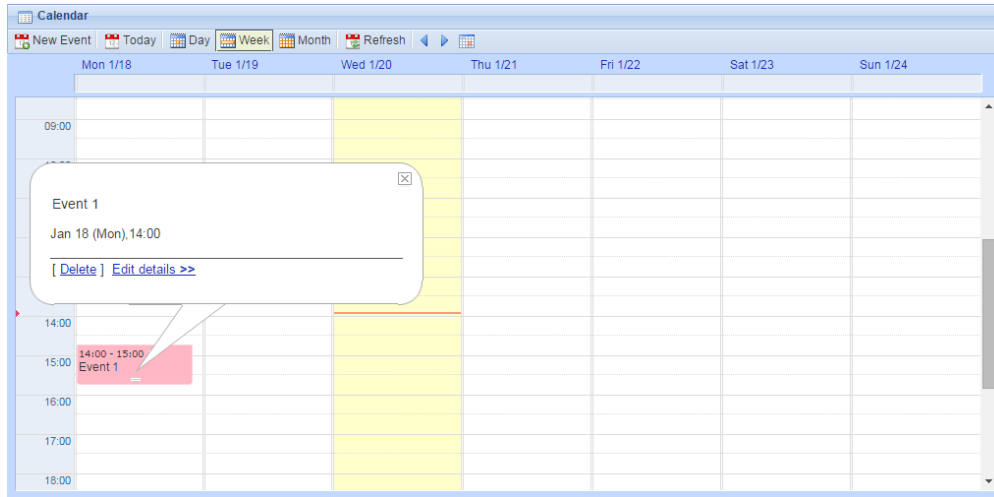 Calendar
New Event Today Day Week Month Refresh
Mon 1/18 Tue 1/19 Wed 1/20 Thu 1/21 Fri 1/22 Sat 1/23 Sun 1/24
09:00
Event 1
Jan 18 (Mon),14:00
[ Delete ] Edit details >>
14:00
14:00 - 15:00
15:00 Event 1
16:00
17:00
18:00